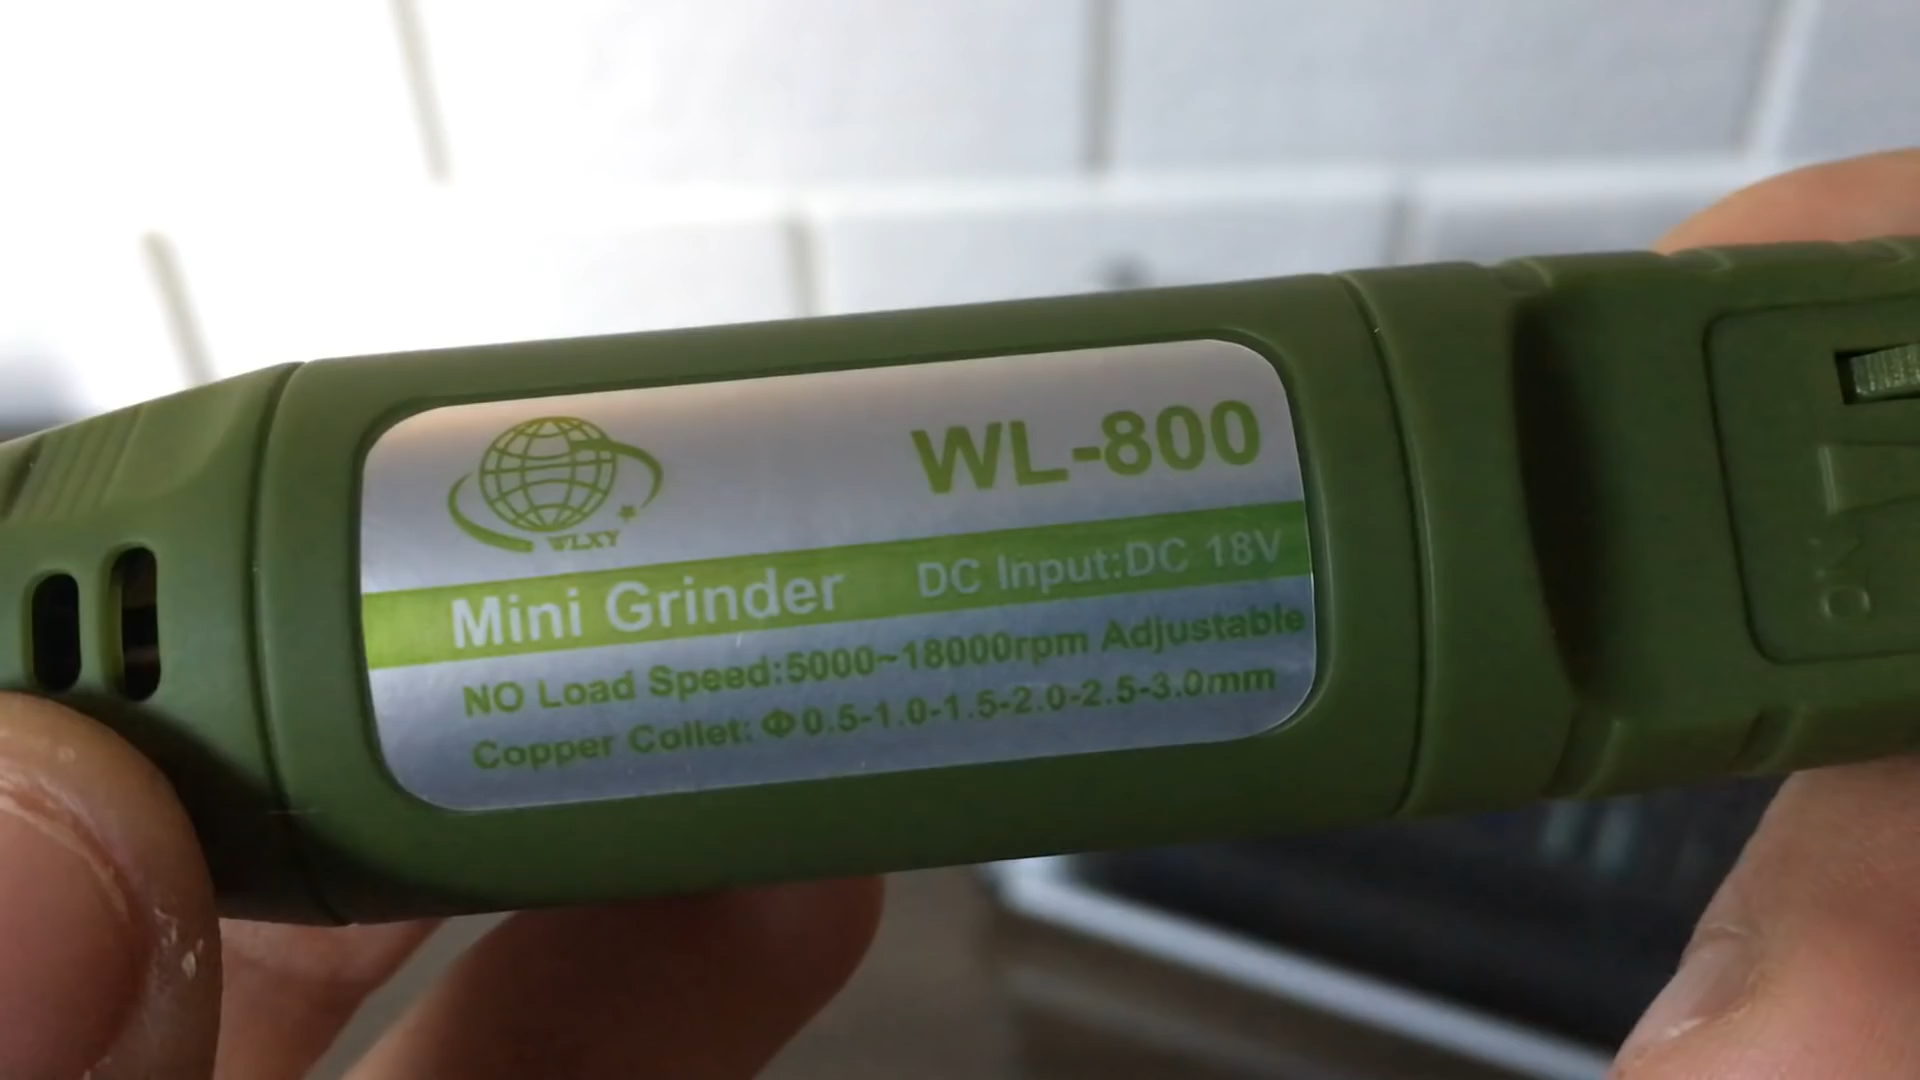 WLXY
WL-800
Mini Grinder DC Input:DC 18V
NO Load Speed:5000~18000rpm Adjustable
Copper Collet: Φ0.5-1.0-1.5-2.0-2.5-3.0mm